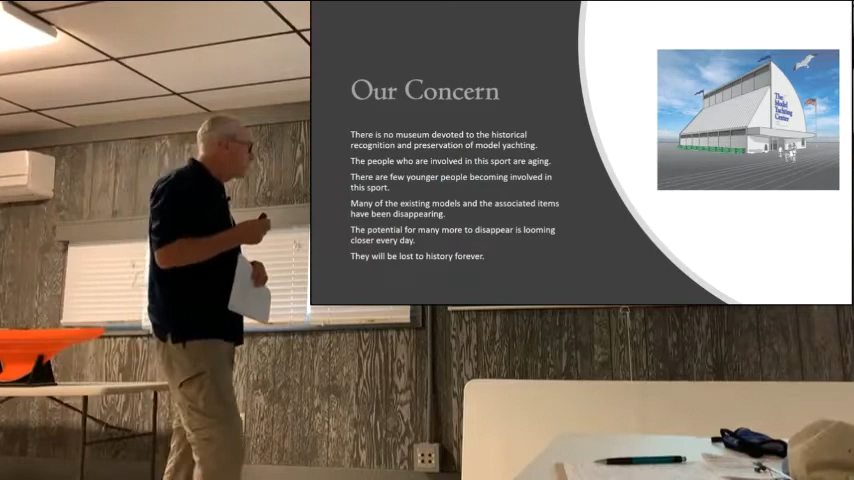 Our Concern
There is no museum devoted to the historical
recognition and preservation of model yachting.
The people who are involved in this sport are aging.
There are few younger people becoming involved in
this sport.
Many of the existing models and the associated items
have been disappearing.
The potential for many more to disappear is looming
closer every day.
They will be lost to history forever.
The
Model
Yachting
Center